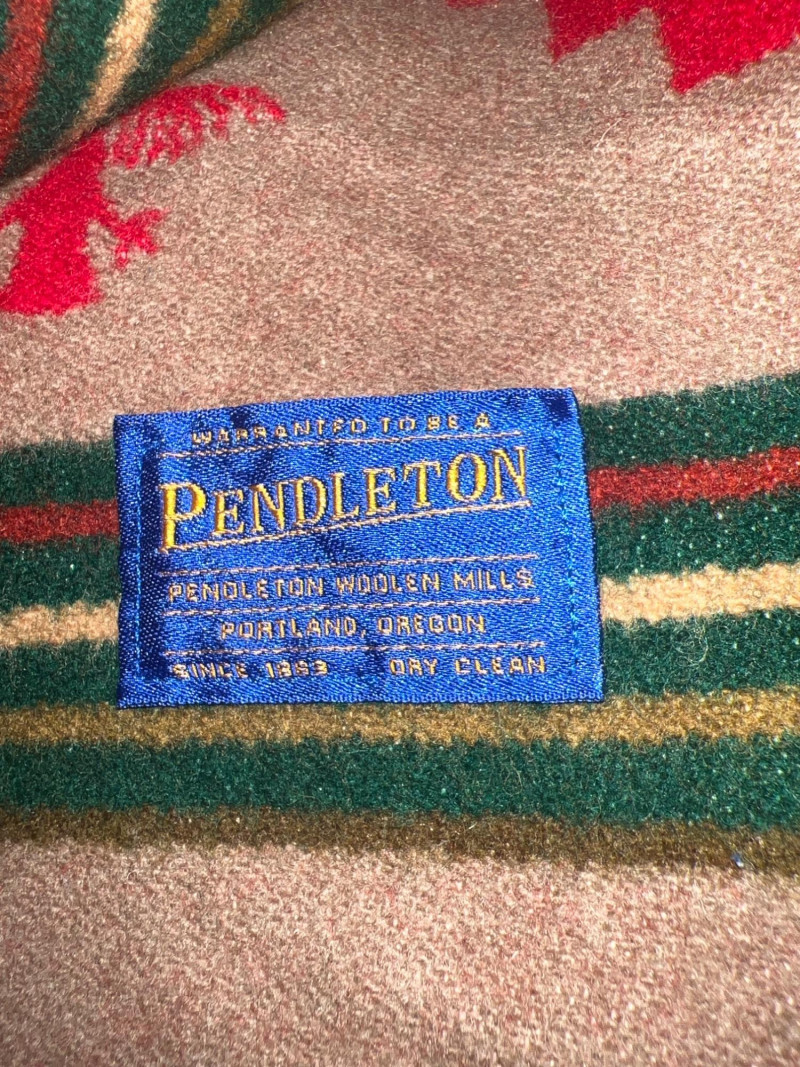 WARRANTED TO BE A
PENDLETON
PENDLETON WOOLEN MILLS
PORTLAND, OREGON
SINCE 1863 DRY CLEAN